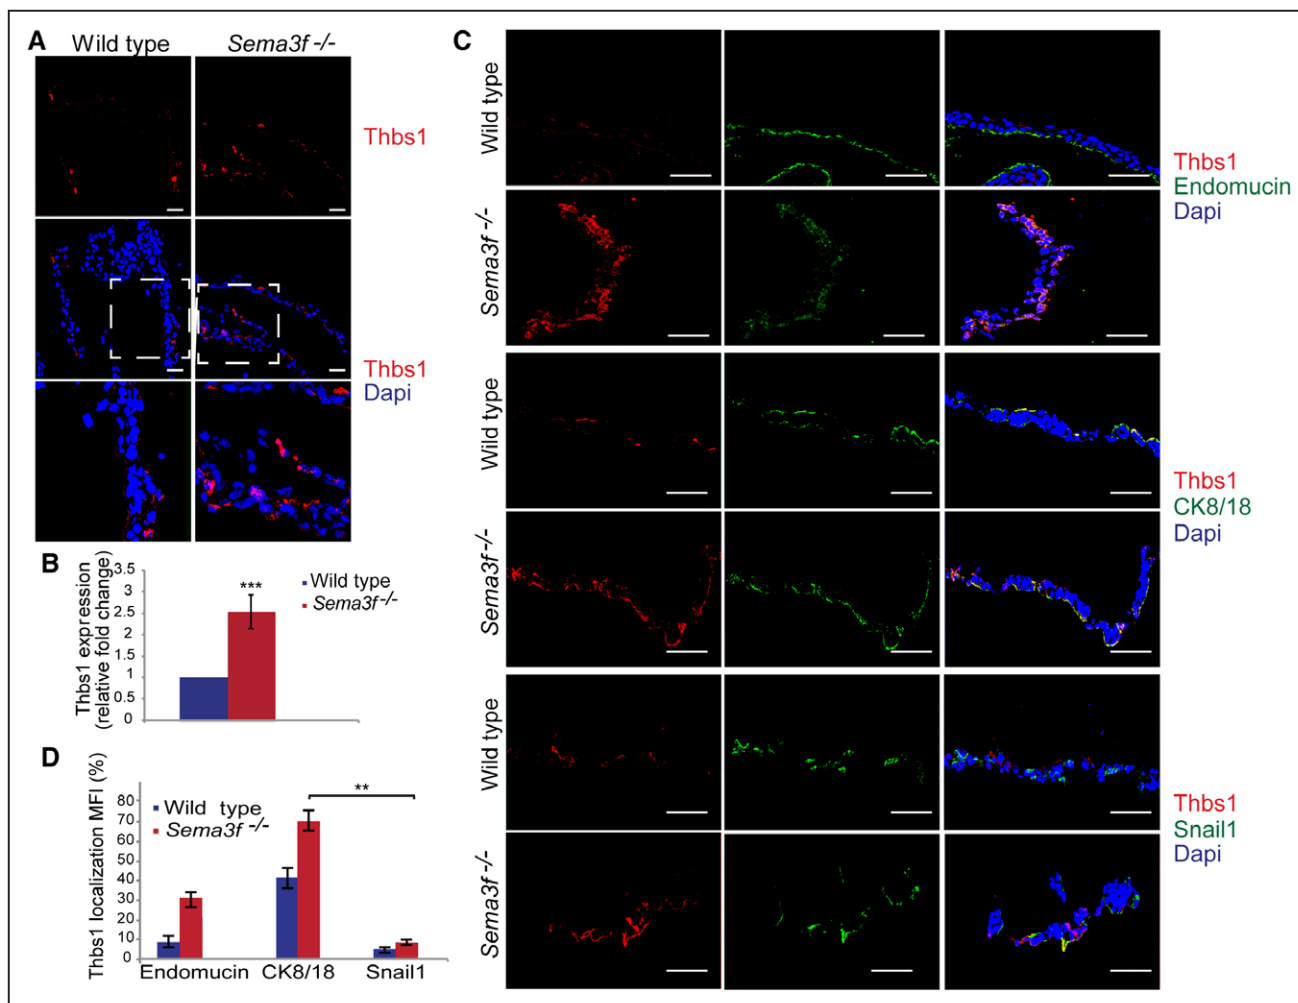 A
Wild type
Sema3f -/-
Thbs1
Thbs1
Dapi
B
Thbs1 expression
(relative fold change)
3.5
3
2.5
2
1.5
1
0.5
0
***
Wild type
Sema3f -/-
D
Thbs1 localization MFI (%)
80
70
60
50
40
30
20
10
0
Wild type
Sema3f -/-
**
Endomucin
CK8/18
Snail1
C
Wild type
Sema3f -/-
Thbs1
Endomucin
Dapi
Wild type
Sema3f -/-
Thbs1
CK8/18
Dapi
Wild type
Sema3f -/-
Thbs1
Snail1
Dapi